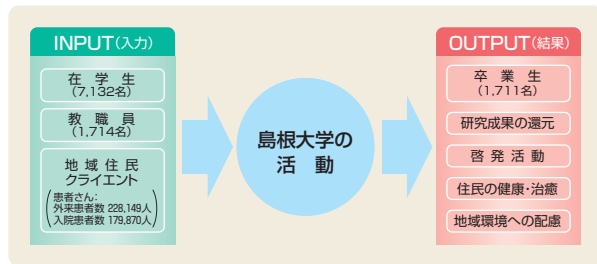 INPUT(入力)
在学生
(7,132名)
教職員
(1,714名)
地域住民
クライエント
(患者さん:
外来患者数 228,149人
入院患者数 179,870人)
島根大学の
活動
OUTPUT(結果)
卒業生
(1,711名)
研究成果の還元
啓発活動
住民の健康・治癒
地域環境への配慮